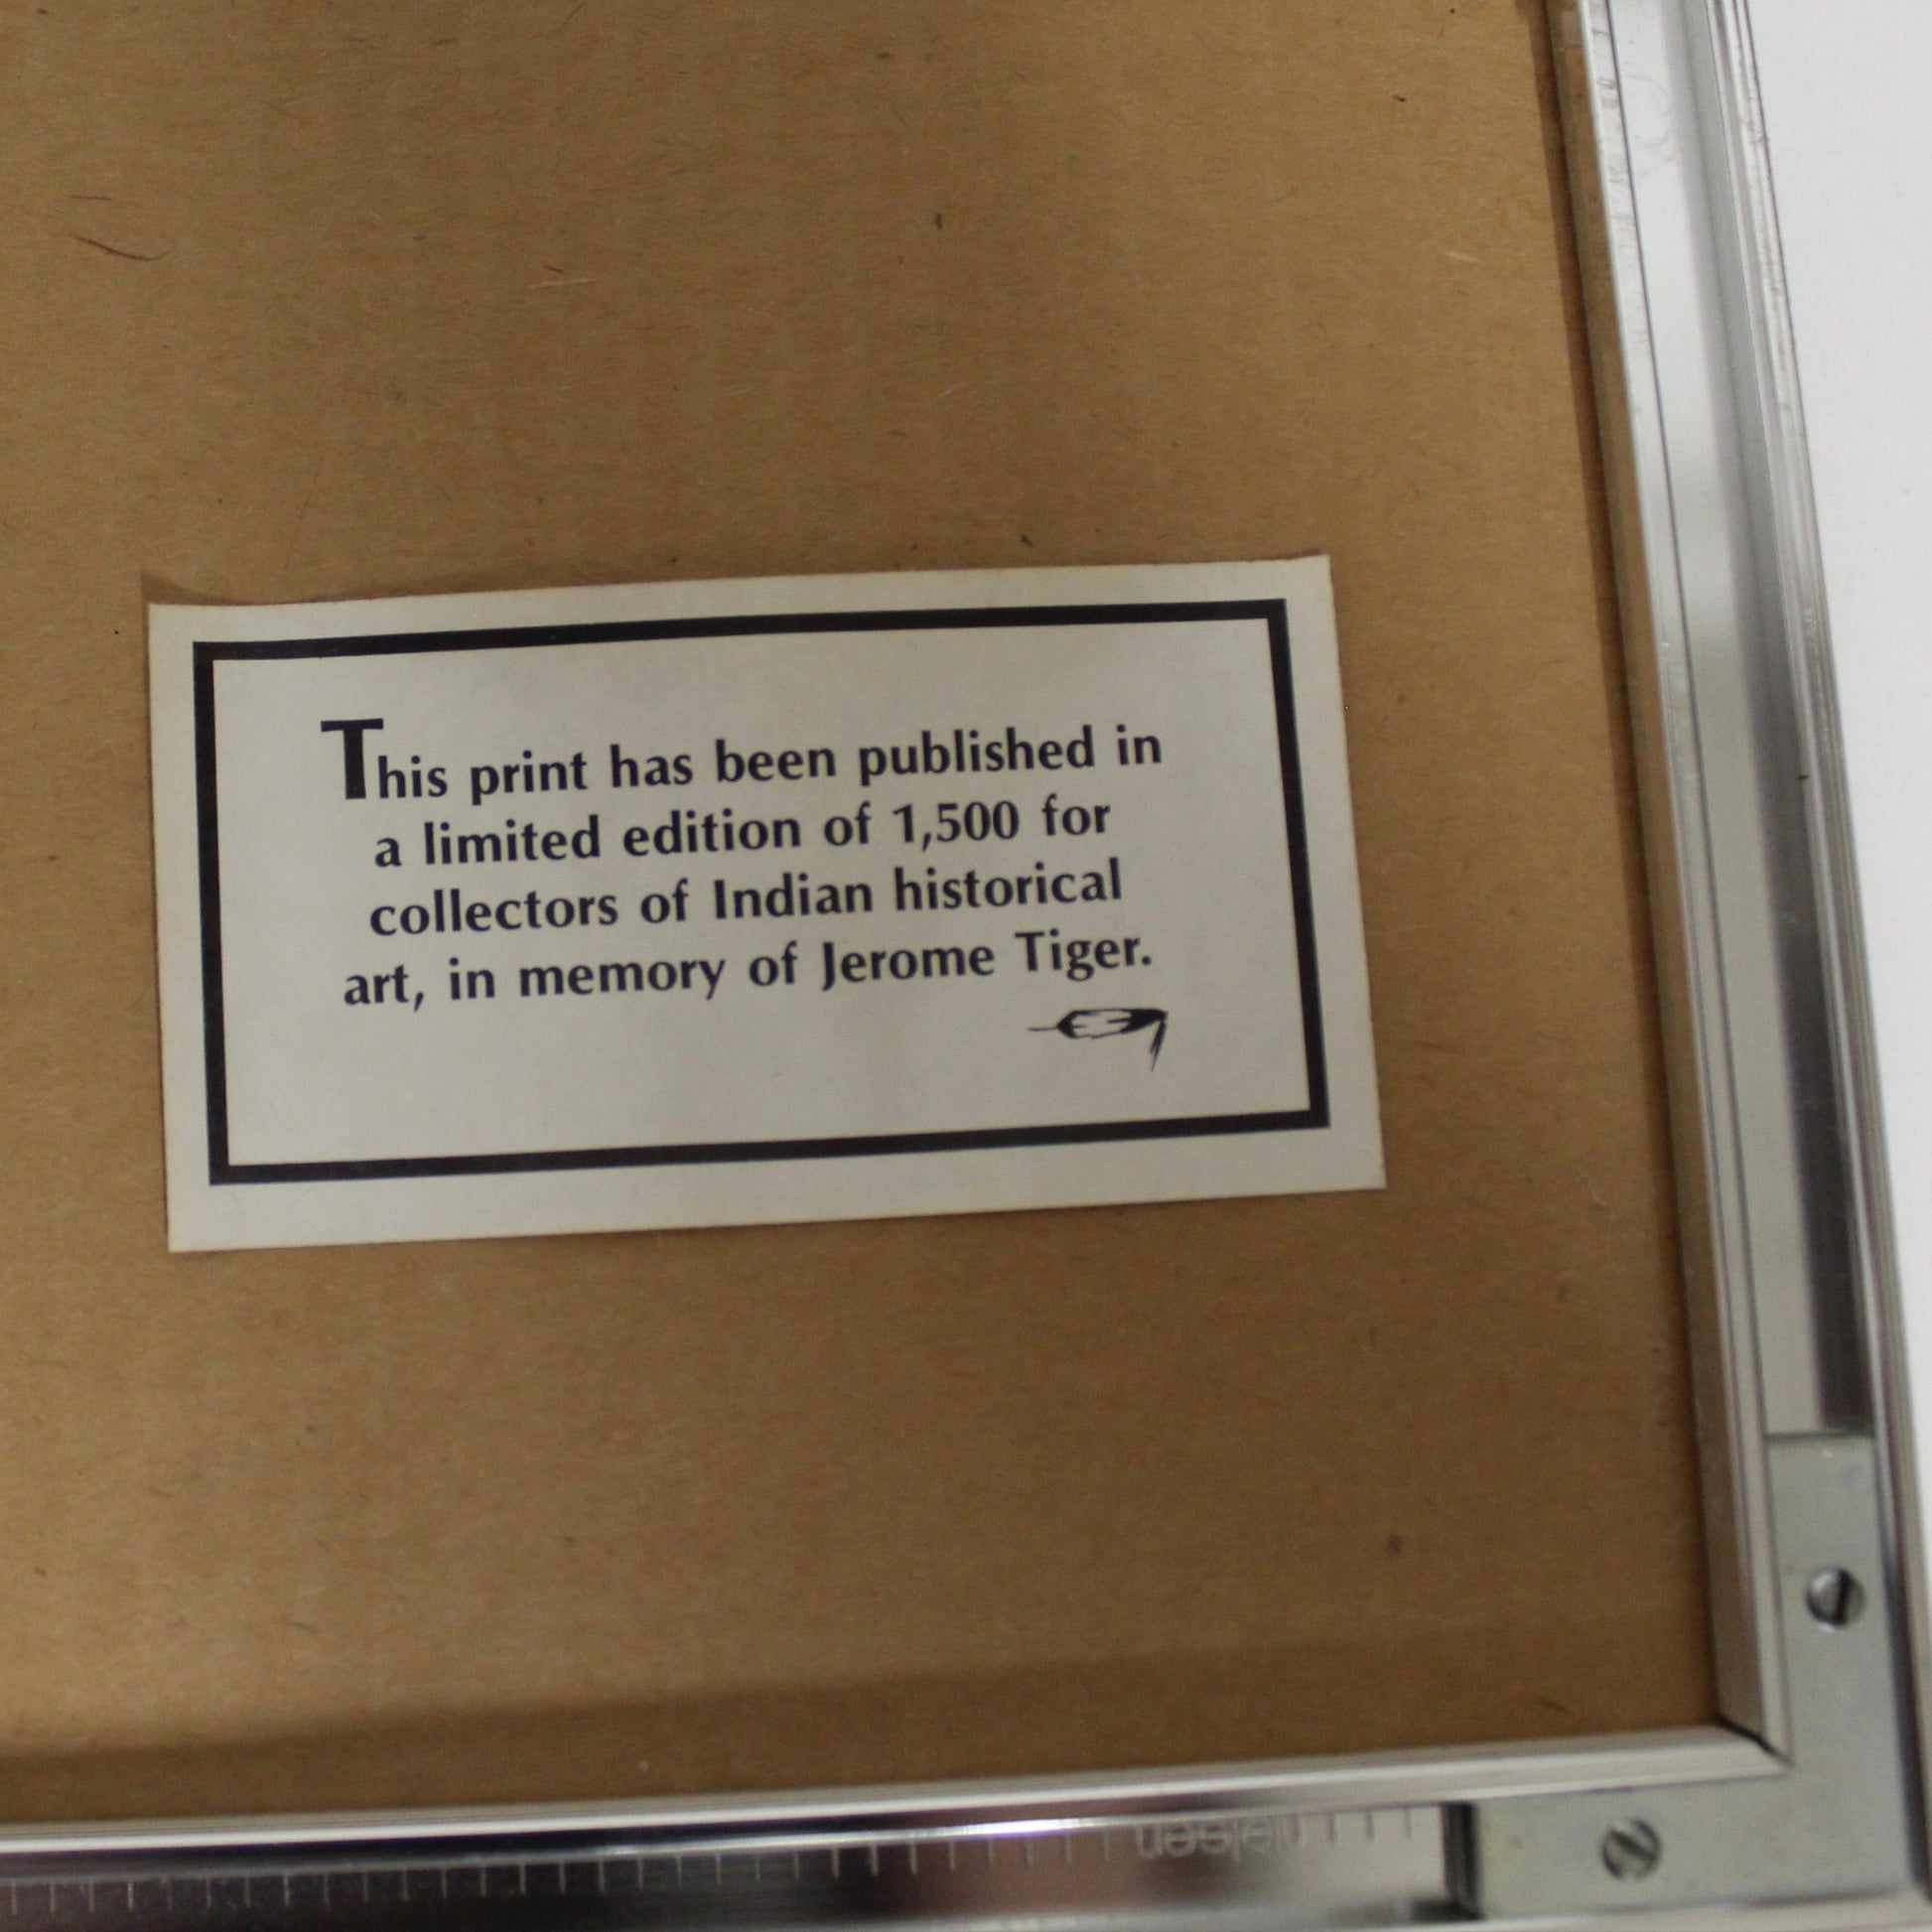 This print has been published in
a limited edition of 1,500 for
collectors of Indian historical
art, in memory of Jerome Tiger.